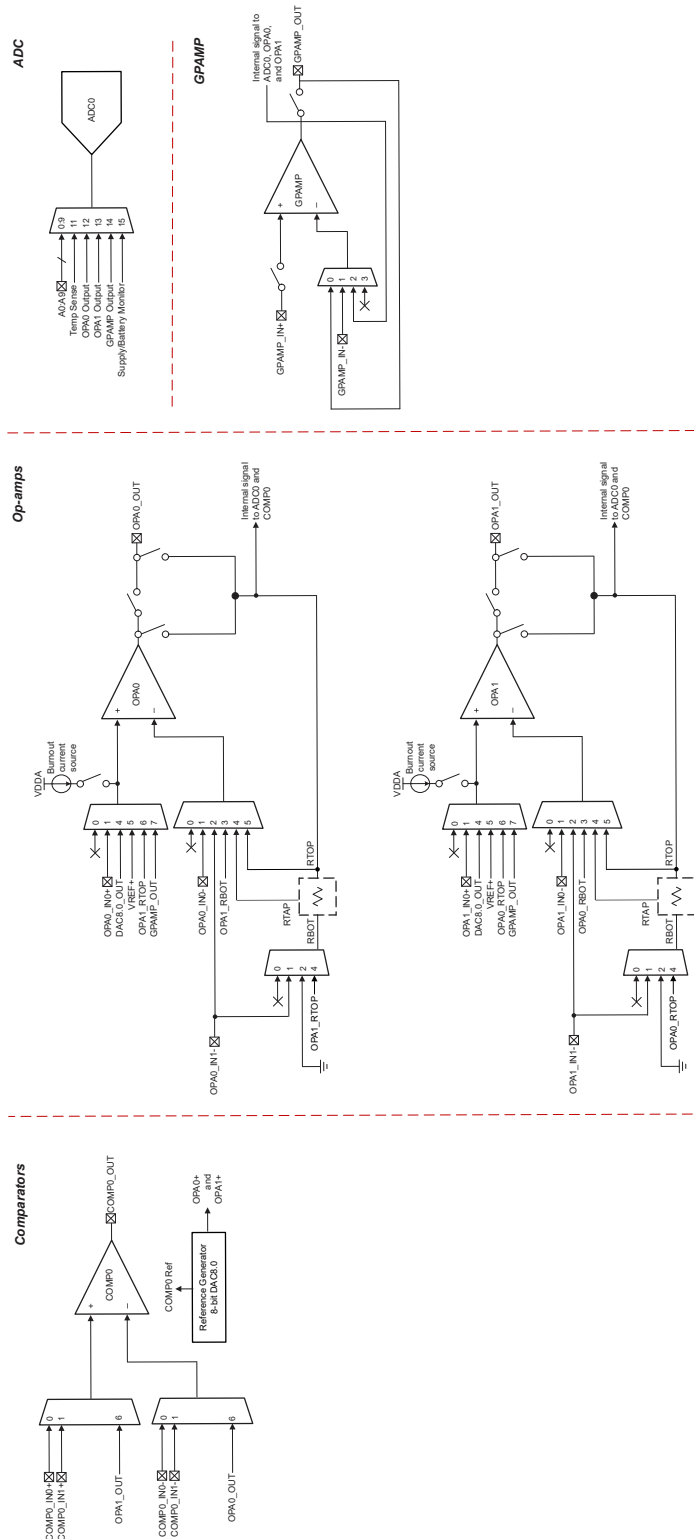 Comparators
COMP0_IN0+
COMP0_IN1+
OPA1_OUT
0
1
6
COMP0_IN0-
COMP0_IN1-
OPA0_OUT
0
1
6
+
−
COMP0
COMP0_OUT
COMP0 Ref
Reference Generator
8-bit DAC8.0
OPA0+
and
OPA1+
Op-amps
VDDA
Burnout
current
source
OPA0_IN0+
DAC8.0_OUT
VREF+
OPA1_RTOP
GPAMP_OUT
0
1
4
5
6
7
OPA0_IN0-
OPA1_RBOT
0
1
2
3
4
5
+
−
OPA0
OPA0_OUT
Internal signal
to ADC0 and
COMP0
OPA0_IN1-
OPA1_RTOP
0
1
2
4
RBOT
RTAP
RTOP
VDDA
Burnout
current
source
OPA1_IN0+
DAC8.0_OUT
VREF+
OPA0_RTOP
GPAMP_OUT
0
1
4
5
6
7
OPA1_IN0-
OPA0_RBOT
0
1
2
3
4
5
+
−
OPA1
OPA1_OUT
Internal signal
to ADC0 and
COMP0
OPA1_IN1-
OPA0_RTOP
0
1
2
4
RBOT
RTAP
RTOP
ADC
A0:A9
Temp Sense
OPA0 Output
OPA1 Output
GPAMP Output
Supply/Battery Monitor
0:9
11
12
13
14
15
ADC0
GPAMP
GPAMP_IN+
GPAMP_IN-
0
1
2
3
+
−
GPAMP
Internal signal to
ADC0, OPA0,
and OPA1
GPAMP_OUT